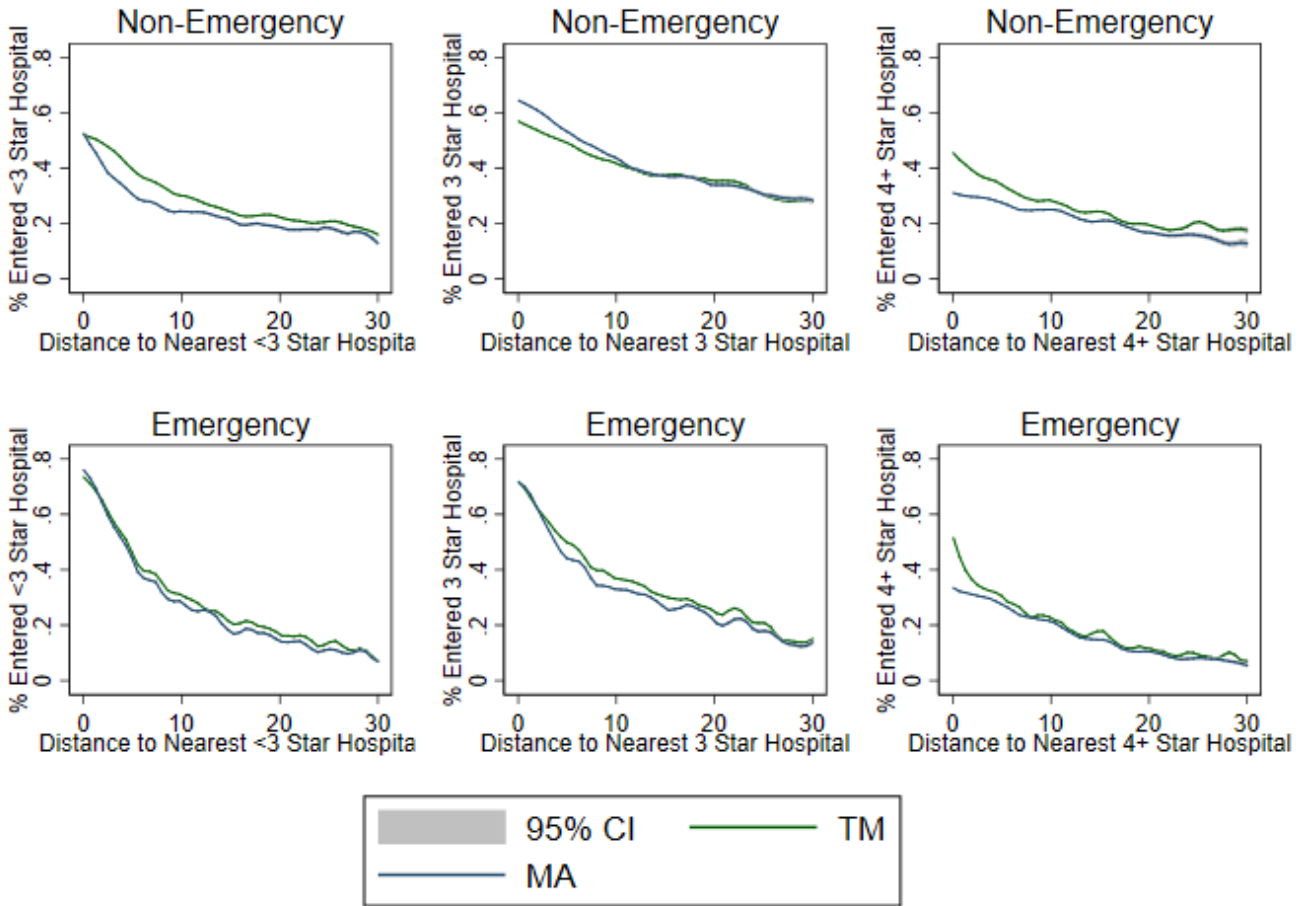 Non-Emergency
% Entered <3 Star Hospital
.8
.6
.4
.2
0
0 10 20 30
Distance to Nearest <3 Star Hospita
Non-Emergency
% Entered 3 Star Hospital
.8
.6
.4
.2
0
0 10 20 30
Distance to Nearest 3 Star Hospital
Non-Emergency
% Entered 4+ Star Hospital
.8
.6
.4
.2
0
0 10 20 30
Distance to Nearest 4+ Star Hospital
Emergency
% Entered <3 Star Hospital
.8
.6
.4
.2
0
0 10 20 30
Distance to Nearest <3 Star Hospita
Emergency
% Entered 3 Star Hospital
.8
.6
.4
.2
0
0 10 20 30
Distance to Nearest 3 Star Hospital
Emergency
% Entered 4+ Star Hospital
.8
.6
.4
.2
0
0 10 20 30
Distance to Nearest 4+ Star Hospital
95% CI TM
MA